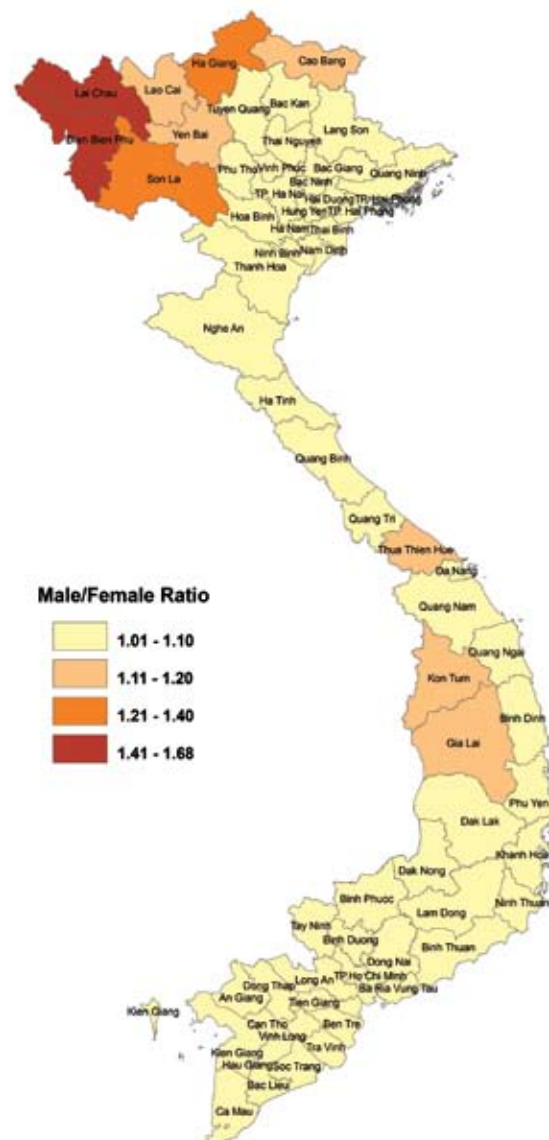 Ha Giang
Cao Bang
Lai Chau
Lao Cai
Tuyen Quang
Bac Kan
Dien Bien Phu
Yen Bai
Lang Son
Thai Nguyen
Phu Tho
Vinh Phuc
Bac Giang
Quang Ninh
Son La
Bac Ninh
TP. Ha Noi
Hai Duong
TP. Hai Phong
Hoa Binh
Hung Yen
TP. Hai Phong
Ha Nam
Thai Binh
Ninh Binh
Nam Dinh
Thanh Hoa
Nghe An
Ha Tinh
Quang Binh
Quang Tri
Thua Thien Hue
Da Nang
Male/Female Ratio
1.01 - 1.10
1.11 - 1.20
1.21 - 1.40
1.41 - 1.68
Quang Nam
Quang Ngai
Kon Tum
Binh Dinh
Gia Lai
Phu Yen
Dak Lak
Khanh Hoa
Dak Nong
Binh Phuoc
Ninh Thuan
Lam Dong
Tay Ninh
Binh Duong
Binh Thuan
Dong Nai
Long An
TP.Ho Chi Minh
Dong Thap
Ba Ria Vung Tau
An Giang
Tien Giang
Kien Giang
Can Tho
Ben Tre
Vinh Long
Tra Vinh
Kien Giang
Hau Giang
Soc Trang
Bac Lieu
Ca Mau